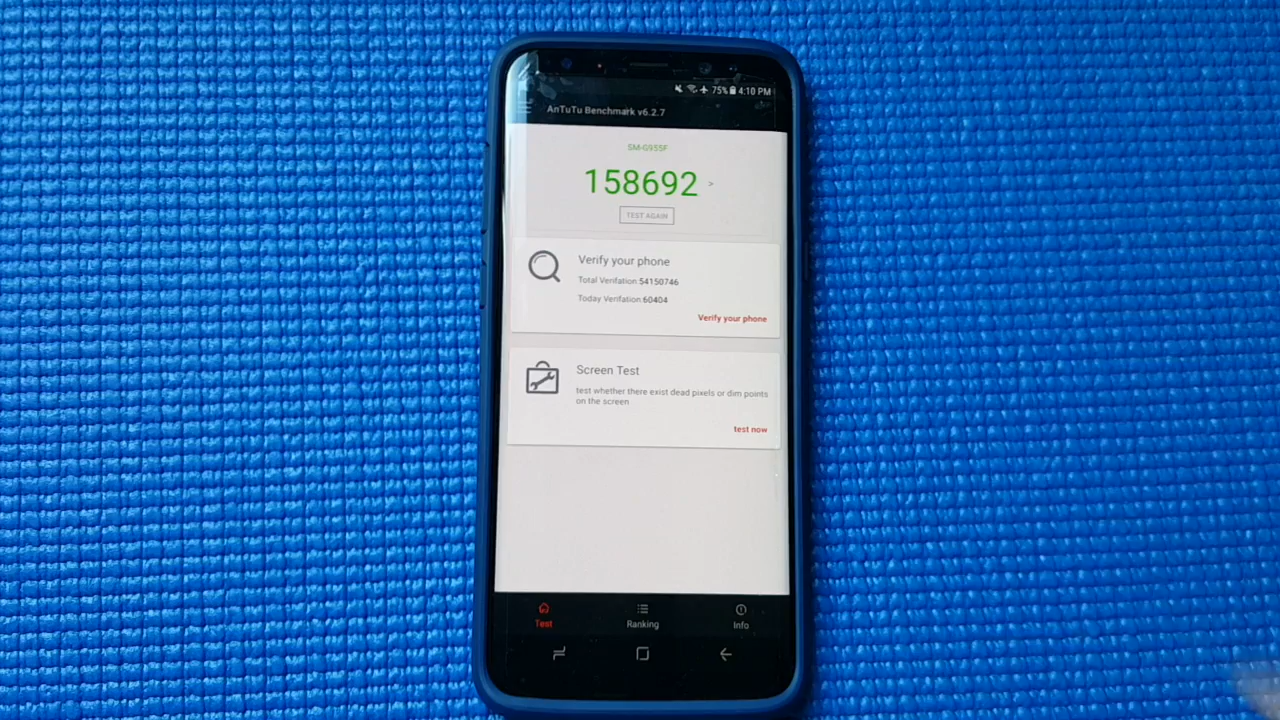 75% 4:10 PM
AnTuTu Benchmark v6.2.7
SM-G955F
158692 >
TEST AGAIN
Verify your phone
Total Verifation:54150746
Today Verifation:60404
Verify your phone
Screen Test
test whether there exist dead pixels or dim points
on the screen
test now
Test Ranking Info